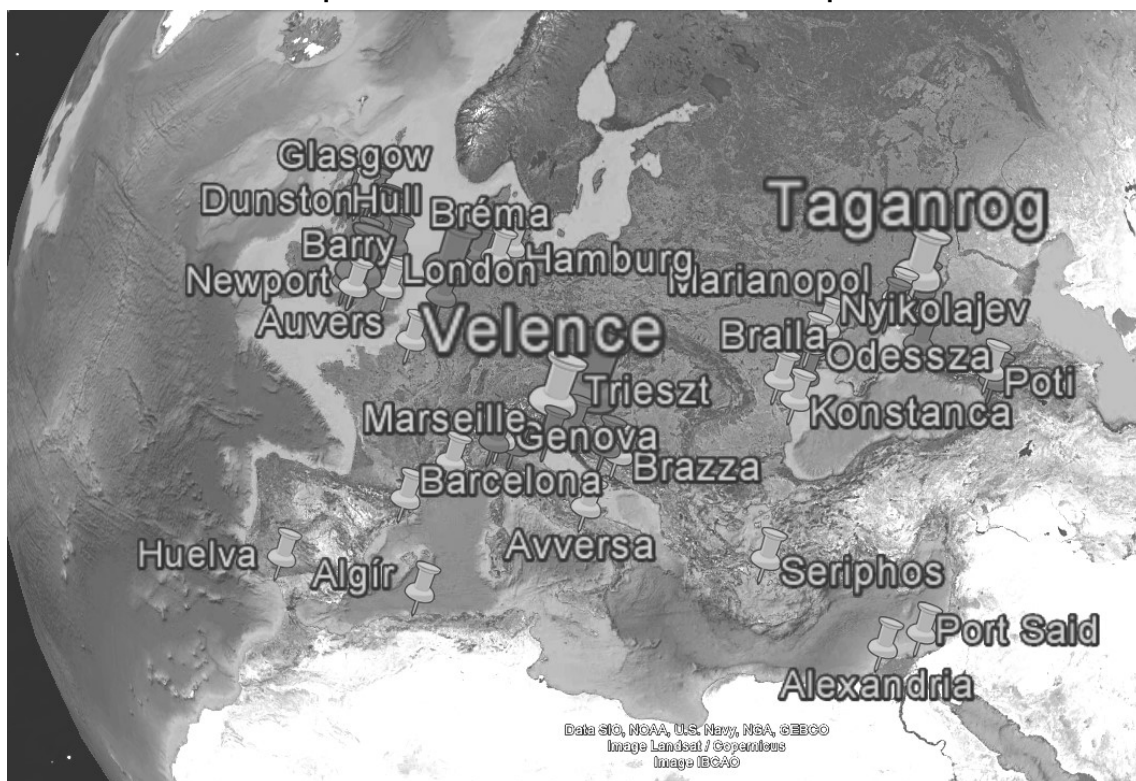 Glasgow
Dunston Hull Bréma
Taganrog
Barry
Newport London Hamburg Marianopol
Auvers Velence Braila Nyikolajev
Odessza
Trieszt Poti
Marseille Genova Konstanca
Barcelona Brazza
Huelva Algír Avversa Seriphos
Port Said
Alexandria
Data SIO, NOAA, U.S. Navy, NGA, GEBCO
Image Landsat / Copernicus
Image IBCAO